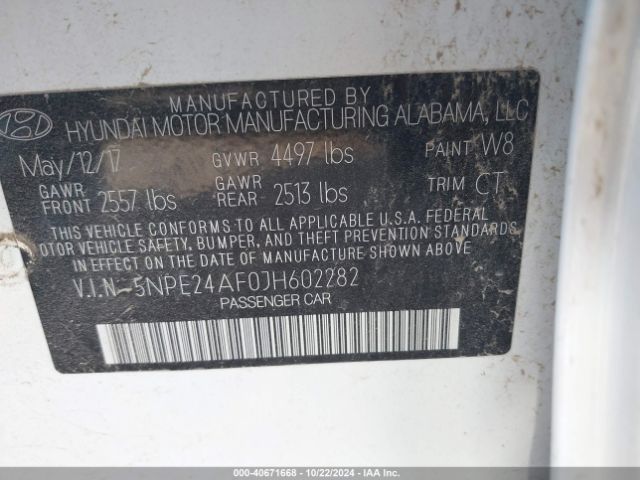 MANUFACTURED BY
HYUNDAI MOTOR MANUFACTURING ALABAMA, LLC
May/12/17 GVWR 4497 lbs PAINT W8
GAWR FRONT 2557 lbs GAWR REAR 2513 lbs TRIM CT
THIS VEHICLE CONFORMS TO ALL APPLICABLE U.S.A. FEDERAL
MOTOR VEHICLE SAFETY, BUMPER, AND THEFT PREVENTION STANDARDS
IN EFFECT ON THE DATE OF MANUFACTURE SHOWN ABOVE
V.I.N 5NPE24AF0JH602282
PASSENGER CAR
000-40671668 - 10/22/2024 - IAA Inc.